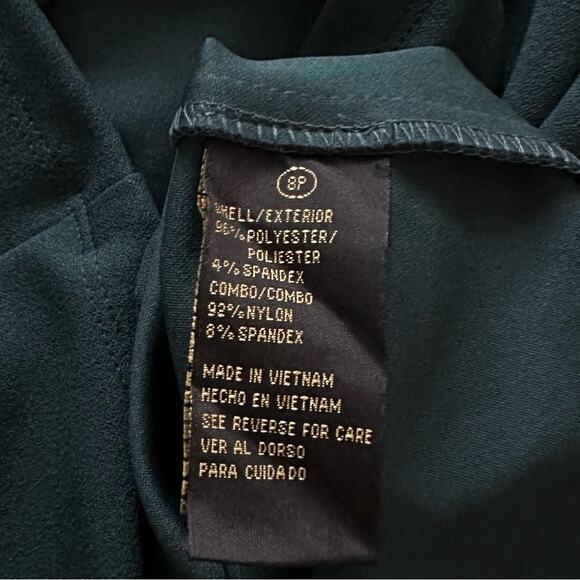 8P
SHELL/EXTERIOR
96% POLYESTER/
POLIESTER
4% SPANDEX
COMBO/COMBO
92% NYLON
8% SPANDEX
MADE IN VIETNAM
HECHO EN VIETNAM
SEE REVERSE FOR CARE
VER AL DORSO
PARA CUIDADO